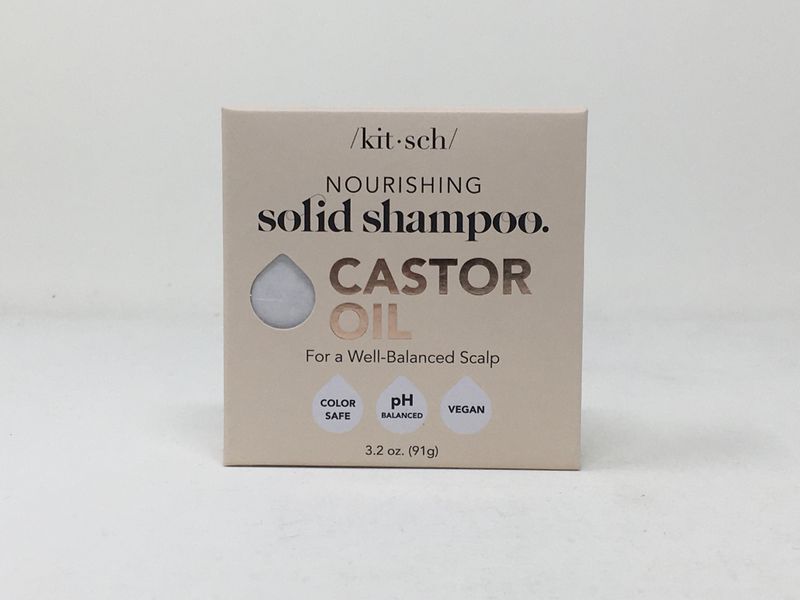 /kit·sch/
NOURISHING
solid shampoo.
CASTOR
OIL
For a Well-Balanced Scalp
COLOR
SAFE
pH
BALANCED
VEGAN
3.2 oz. (91g)